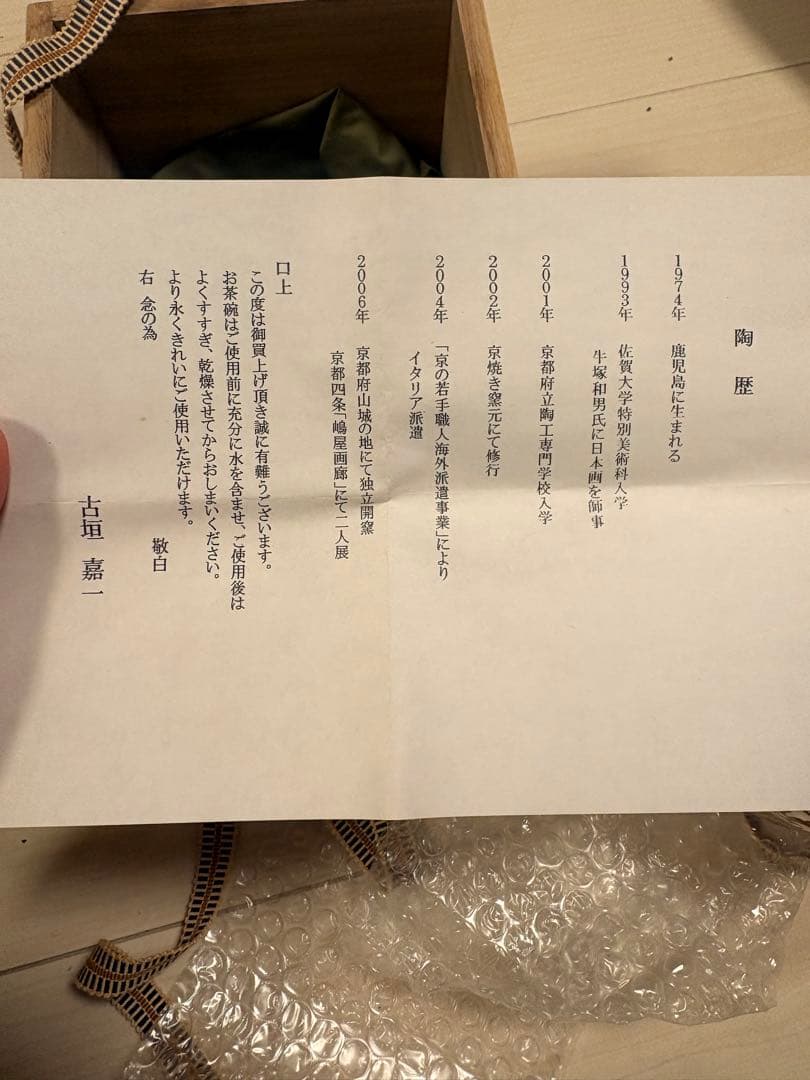 陶歴
1974年 鹿児島に生まれる
1993年 佐賀大学特別美術科入学
牛塚和男氏に日本画を師事
2001年 京都府立陶工専門学校入学
2002年 京焼き窯元にて修行
2004年 「京の若手職人海外派遣事業」により
イタリア派遣
2006年 京都府山城の地にて独立開窯
京都四条「嶋屋画廊」にて二人展
口上
この度は御買上げ頂き誠に有難うございます。
お茶碗はご使用前に充分に水を含ませ、ご使用後は
よくすすぎ、乾燥させてからおしまいください。
より永くきれいにご使用いただけます。
右 念の為
敬白
古垣 嘉一